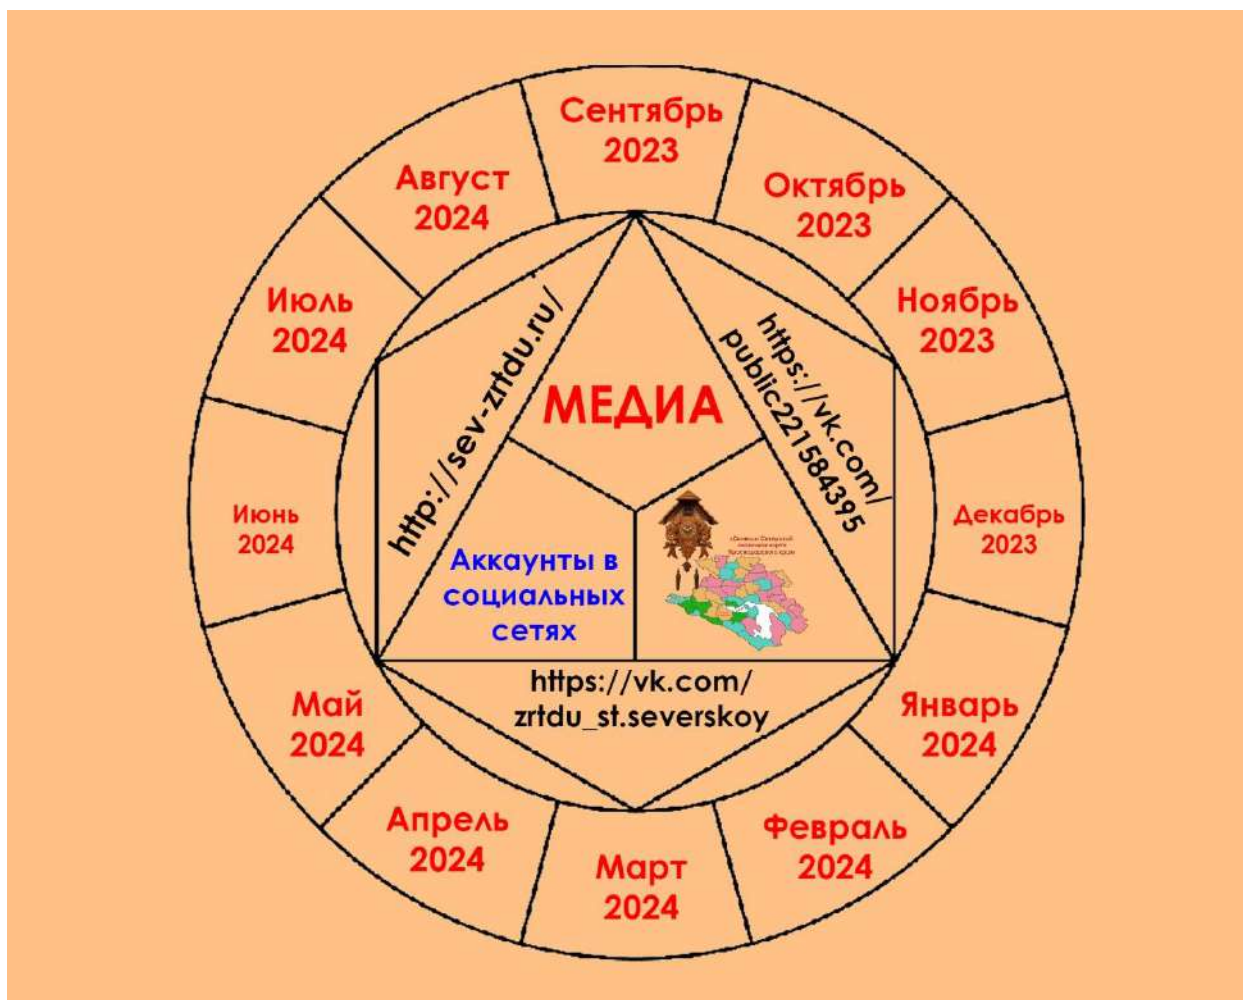 Сентябрь
2023
Октябрь
2023
Ноябрь
2023
Декабрь
2023
Январь
2024
Февраль
2024
Март
2024
Апрель
2024
Май
2024
Июнь
2024
Июль
2024
Август
2024
http://sev-zrtdu.ru/
МЕДИА
https://vk.com/
public221584395
Аккаунты в
социальных
сетях
Краснодарского края
https://vk.com/
zrtdu_st.severskoy